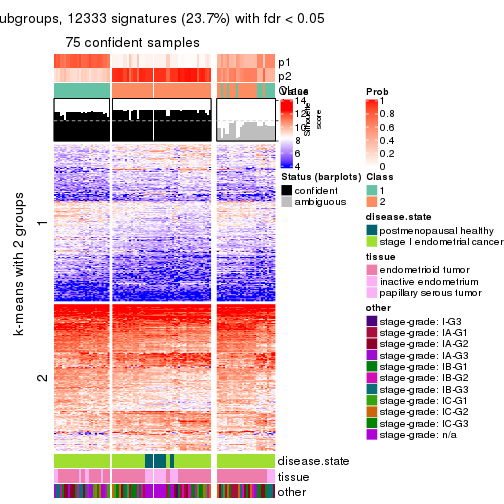 ubgroups, 12333 signatures (23.7%) with fdr < 0.05
75 confident samples
p1
p2
Class
Value
14
12
10
8
6
4
Silhouette
score
Prob
1
0.8
0.6
0.4
0.2
0
Status (barplots)
confident
ambiguous
Class
1
2
disease.state
postmenopausal healthy
stage I endometrial cancer
tissue
endometrioid tumor
inactive endometrium
papillary serous tumor
other
stage-grade: I-G3
stage-grade: IA-G1
stage-grade: IA-G2
stage-grade: IA-G3
stage-grade: IB-G1
stage-grade: IB-G2
stage-grade: IB-G3
stage-grade: IC-G1
stage-grade: IC-G2
stage-grade: IC-G3
stage-grade: n/a
k-means with 2 groups
1
2
disease.state
tissue
other